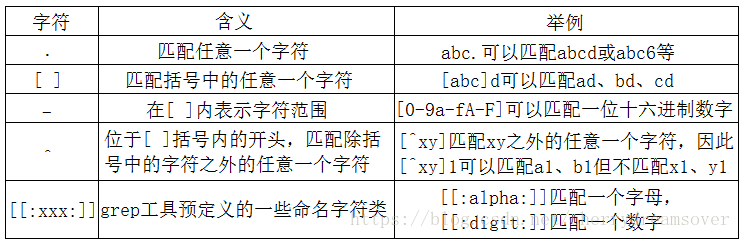 字符 含义 举例
. 匹配任意一个字符 abc.可以匹配abcd或abc6等
[ ] 匹配括号中的任意一个字符 [abc]d可以匹配ad、bd、cd
- 在[ ]内表示字符范围 [0-9a-fA-F]可以匹配一位十六进制数字
^ 位于[ ]括号内的开头，匹配除括 [^xy]匹配xy之外的任意一个字符，因此
号中的字符之外的任意一个字符 [^xy]1可以匹配a1、b1但不匹配x1、y1
[[:xxx:]] grep工具预定义的一些命名字符类 [[:alpha:]]匹配一个字母，
[[:digit:]]匹配一个数字